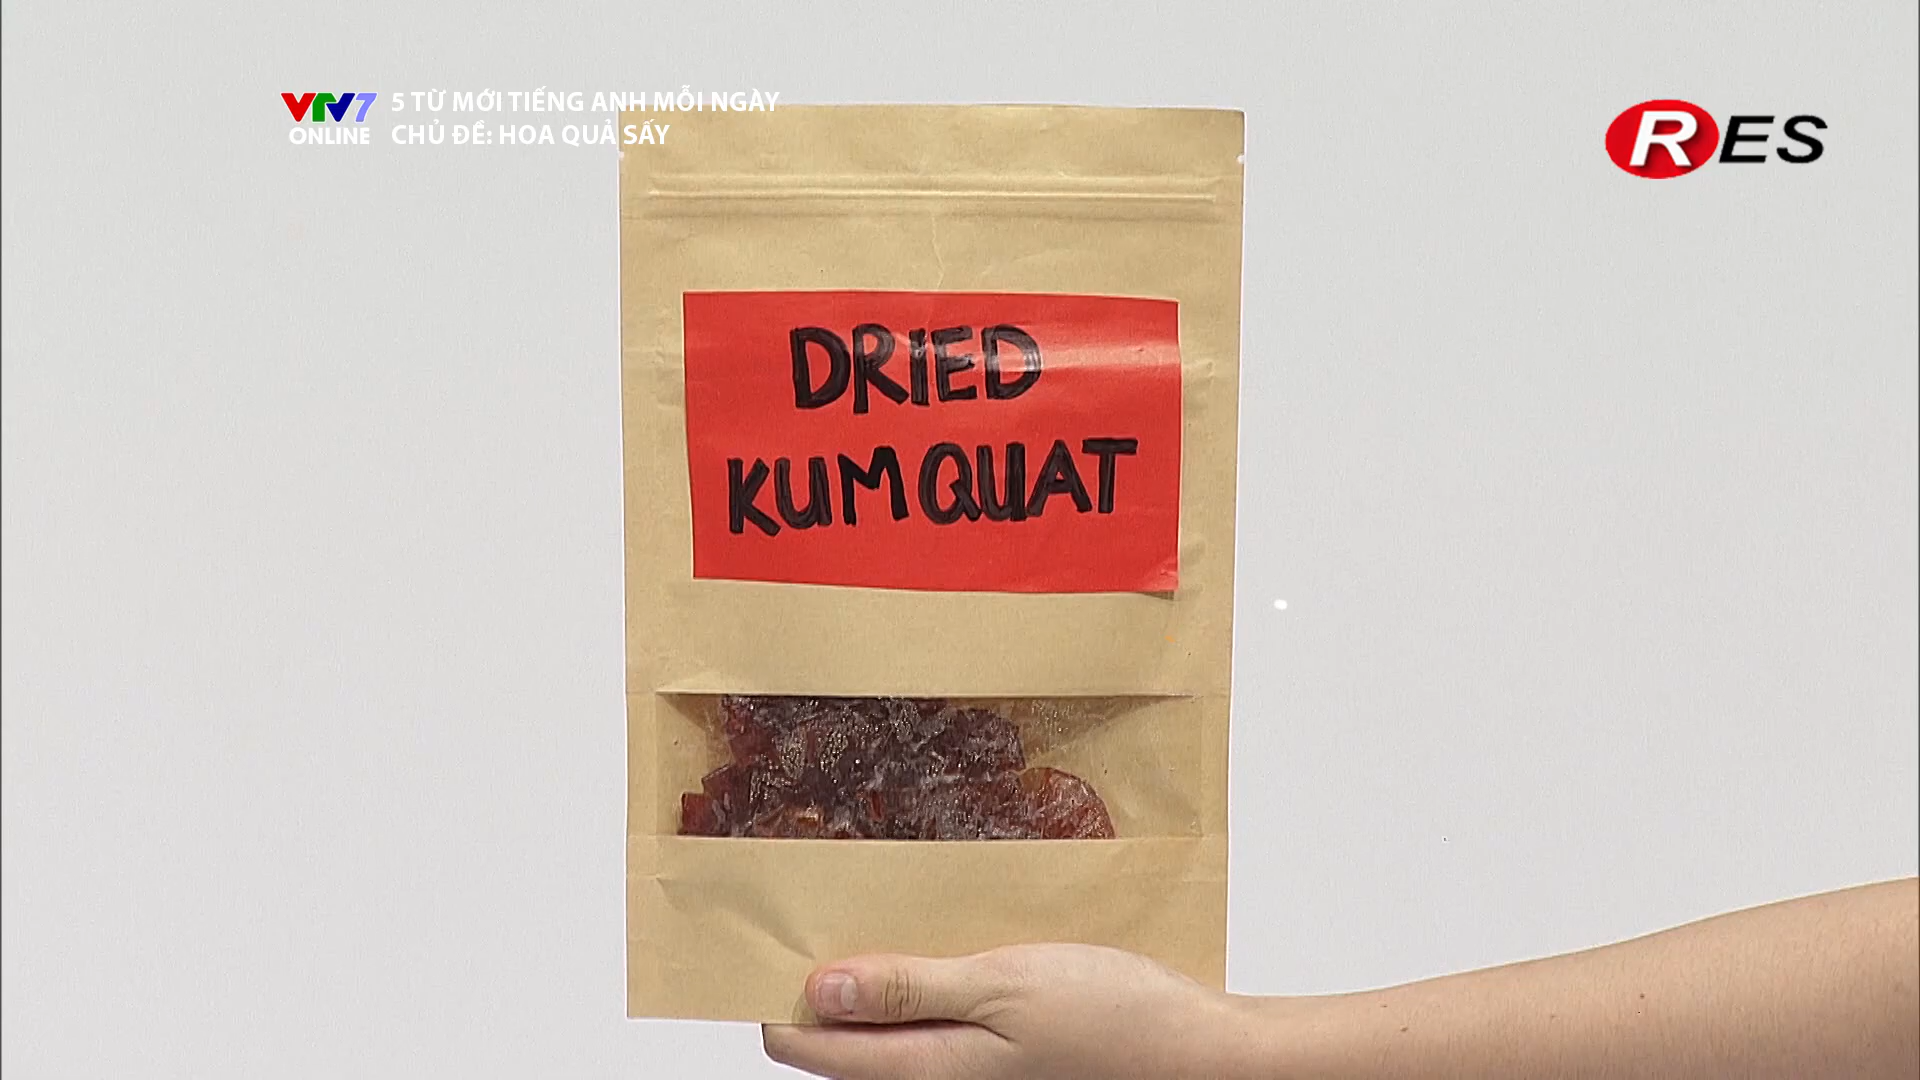 VTV7 5 TỪ MỚI TIẾNG ANH MỖI NGÀY
ONLINE CHỦ ĐỀ: HOA QUẢ SẤY
RES
DRIED
KUMQUAT